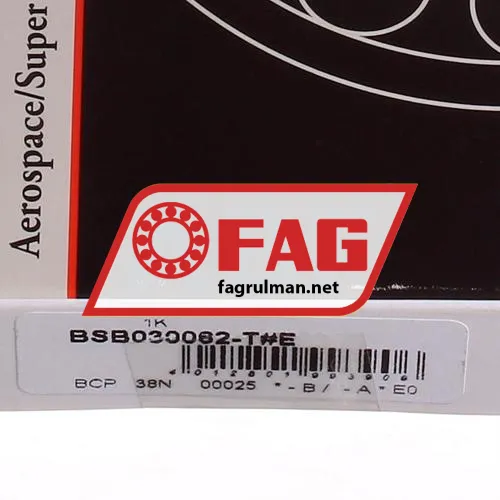 Aerospace/Super
FAG
fagrulman.net
1K
BSB030062-T#E
BCP 38N 00025 *-B/ -A*E0